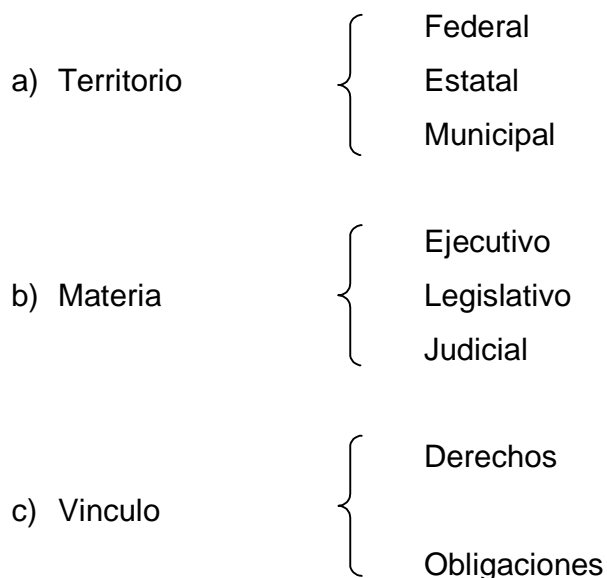 Federal
a) Territorio Estatal
Municipal
Ejecutivo
b) Materia Legislativo
Judicial
Derechos
c) Vinculo
Obligaciones